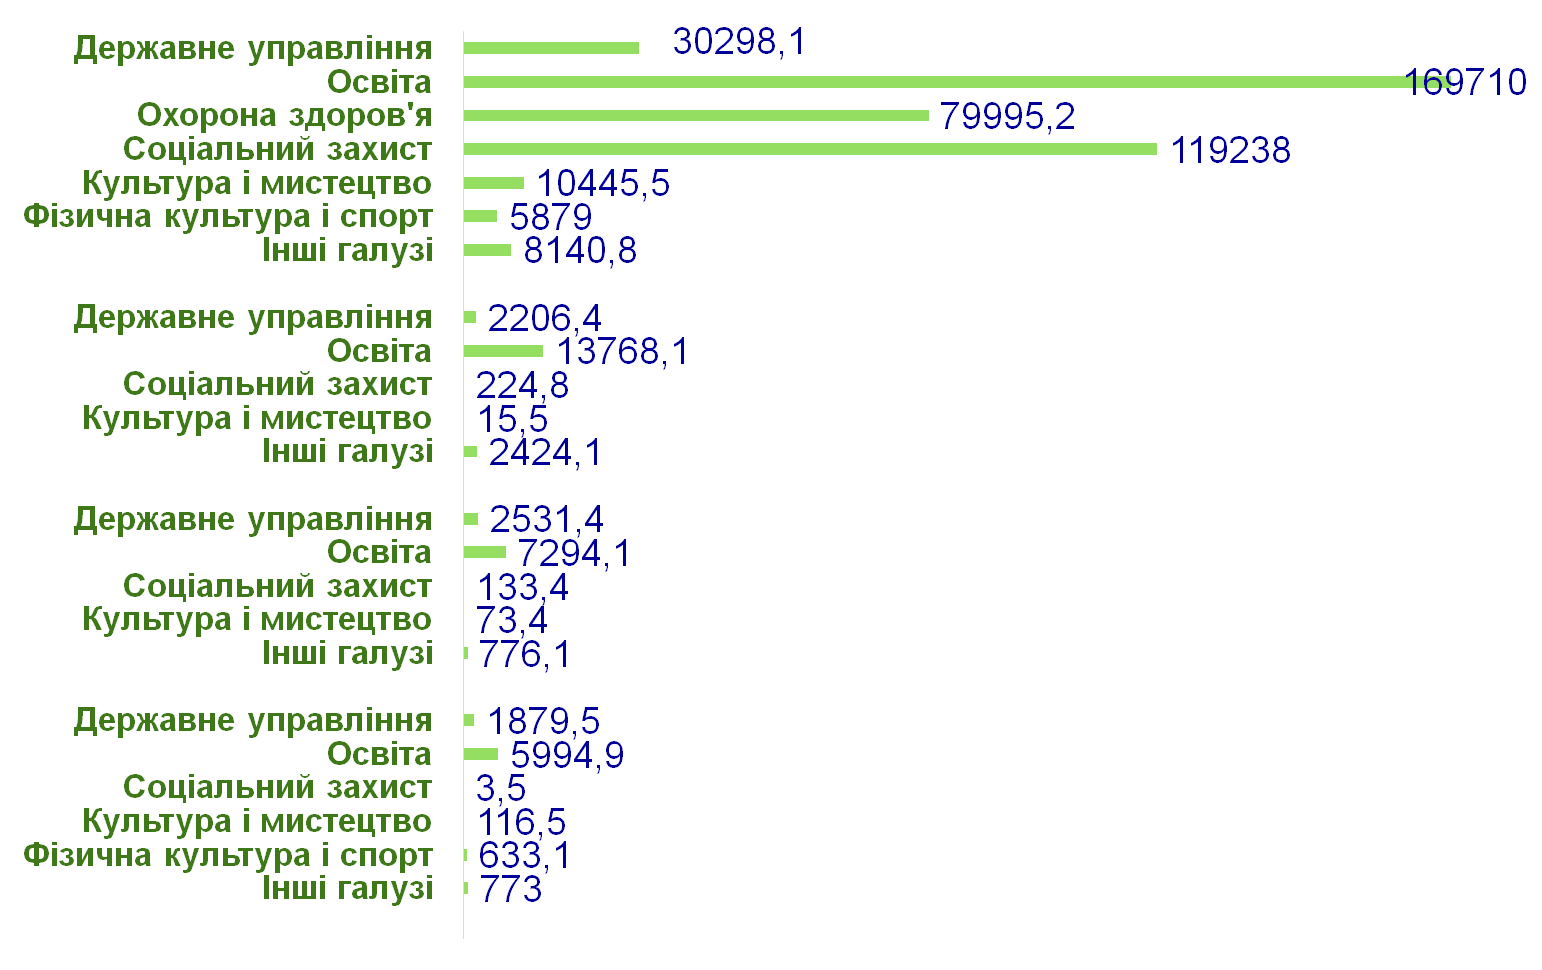 Державне управління 30298,1
Освіта 169710
Охорона здоров'я 79995,2
Соціальний захист 119238
Культура і мистецтво 10445,5
Фізична культура і спорт 5879
Інші галузі 8140,8
Державне управління 2206,4
Освіта 13768,1
Соціальний захист 224,8
Культура і мистецтво 15,5
Інші галузі 2424,1
Державне управління 2531,4
Освіта 7294,1
Соціальний захист 133,4
Культура і мистецтво 73,4
Інші галузі 776,1
Державне управління 1879,5
Освіта 5994,9
Соціальний захист 3,5
Культура і мистецтво 116,5
Фізична культура і спорт 633,1
Інші галузі 773